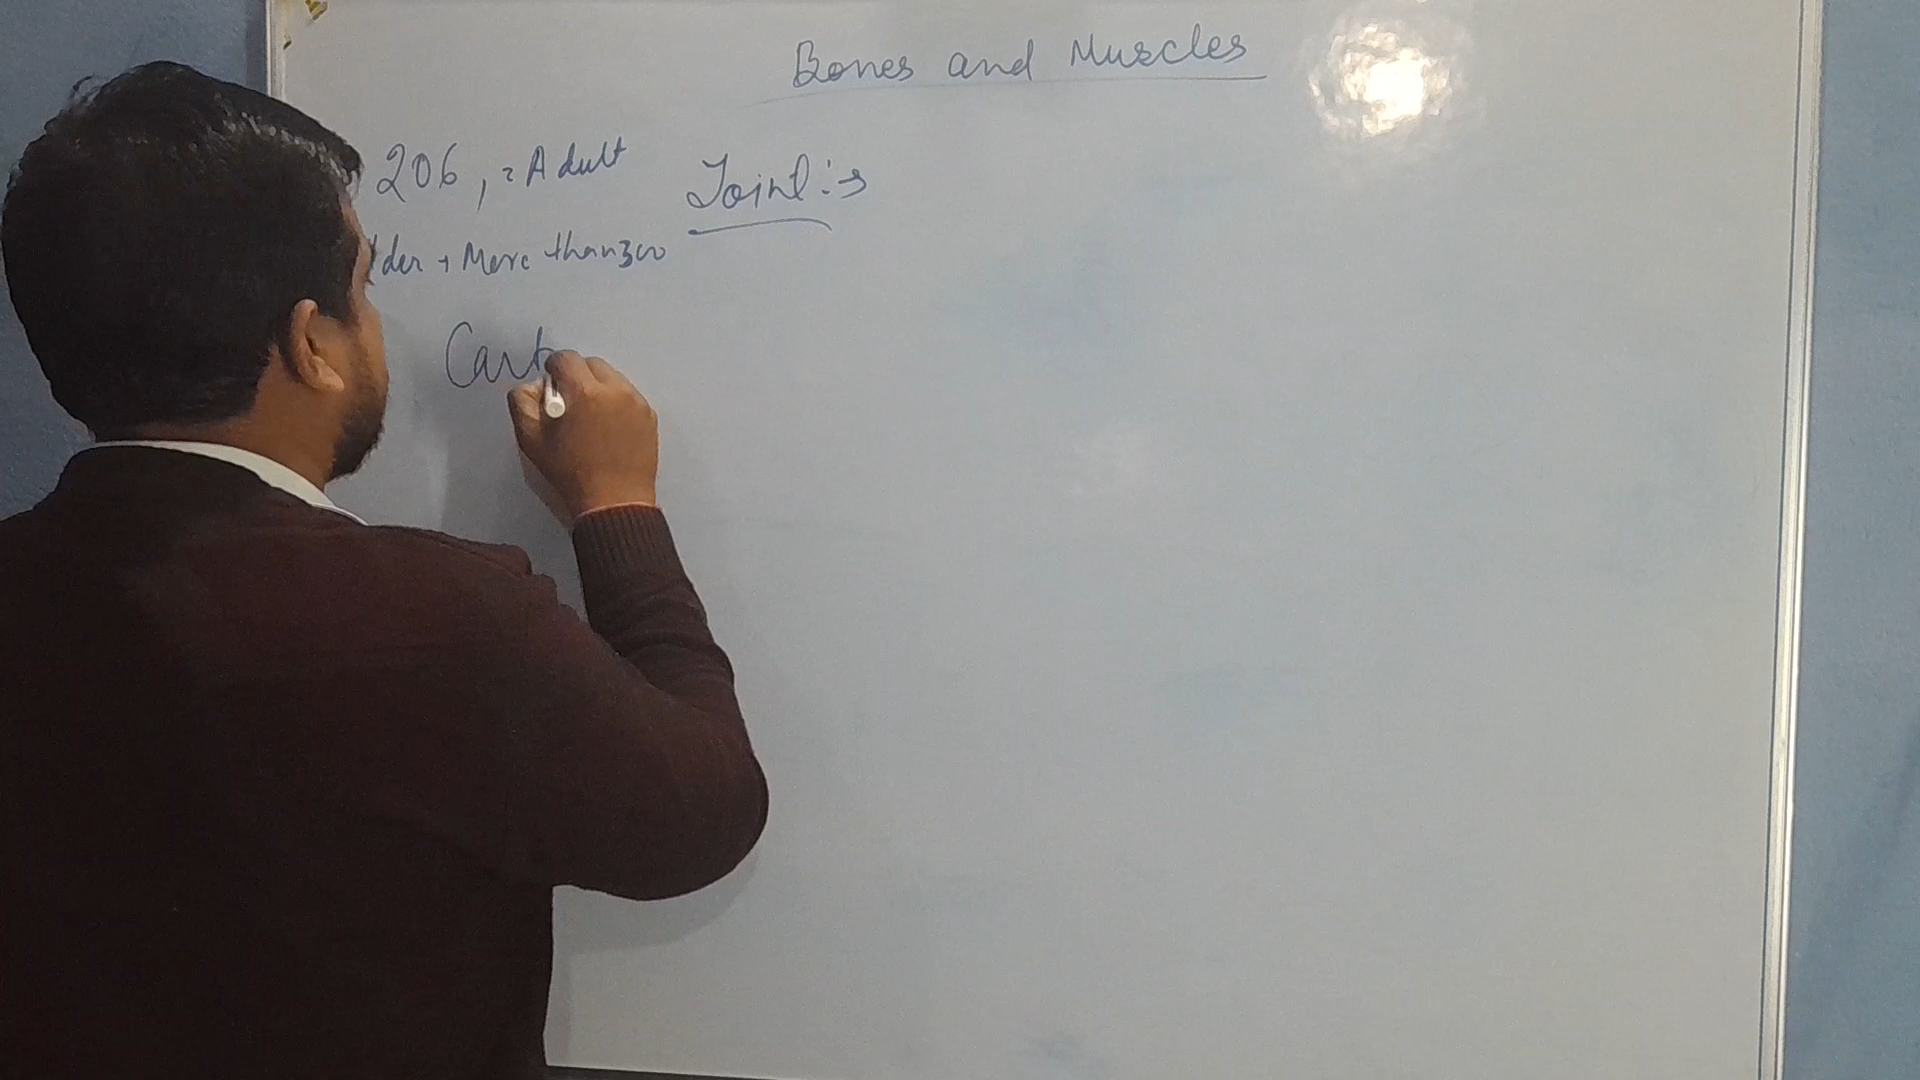 Bones and Muscles
206, = Adult
lder → More than 300
Joint :→
Cart